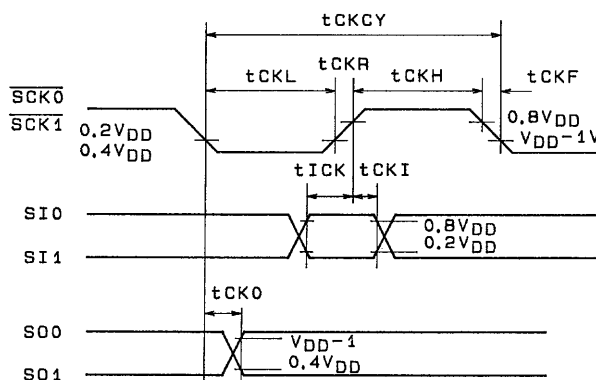 tCKCY
tCKL
tCKR
tCKH
tCKF
SCK0
SCK1
0.2VDD
0.4VDD
0.8VDD
VDD-1V
tICK
tCKI
SI0
SI1
0.8VDD
0.2VDD
tCKO
SO0
SO1
VDD-1
0.4VDD